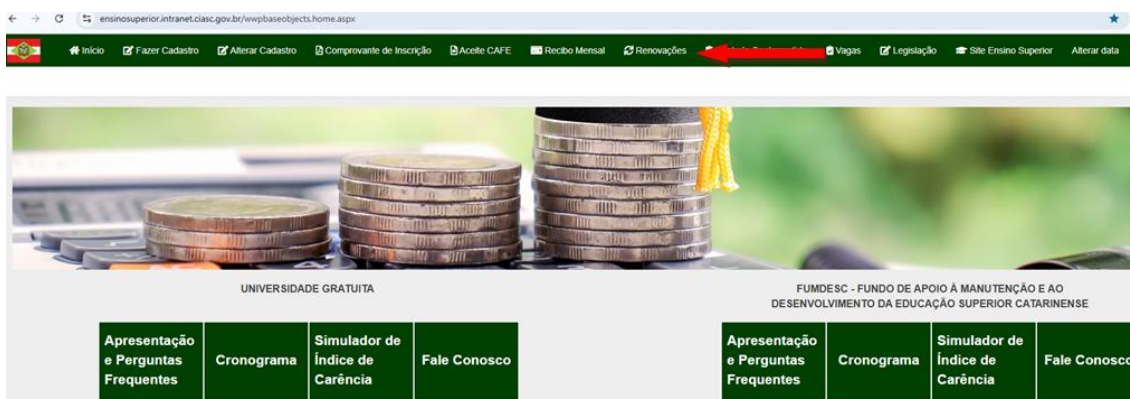 ensinosuperior.intranet.ciasc.gov.br/wwpbaseobjects.home.aspx
Início Fazer Cadastro Alterar Cadastro Comprovante de Inscrição Aceite CAFE Recibo Mensal Renovações Vagas Legislação Site Ensino Superior Alterar data
UNIVERSIDADE GRATUITA
Apresentação
e Perguntas
Frequentes
Cronograma
Simulador de
Índice de
Carência
Fale Conosco
FUMDESC - FUNDO DE APOIO À MANUTENÇÃO E AO
DESENVOLVIMENTO DA EDUCAÇÃO SUPERIOR CATARINENSE
Apresentação
e Perguntas
Frequentes
Cronograma
Simulador de
Índice de
Carência
Fale Conosco